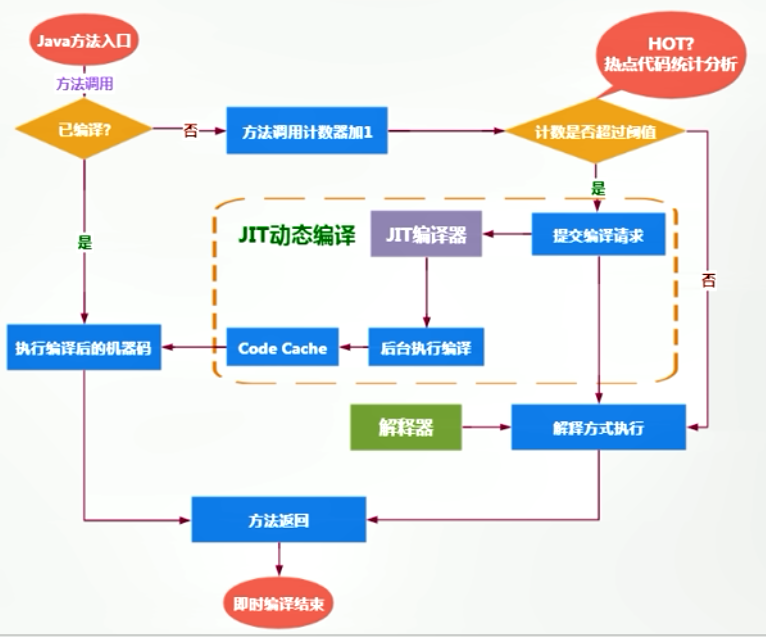 Java方法入口
HOT?
热点代码统计分析
方法调用
已编译?
否
方法调用计数器加1
计数是否超过阈值
是
JIT动态编译
JIT编译器
提交编译请求
是
否
执行编译后的机器码
Code Cache
后台执行编译
解释器
解释方式执行
方法返回
即时编译结束